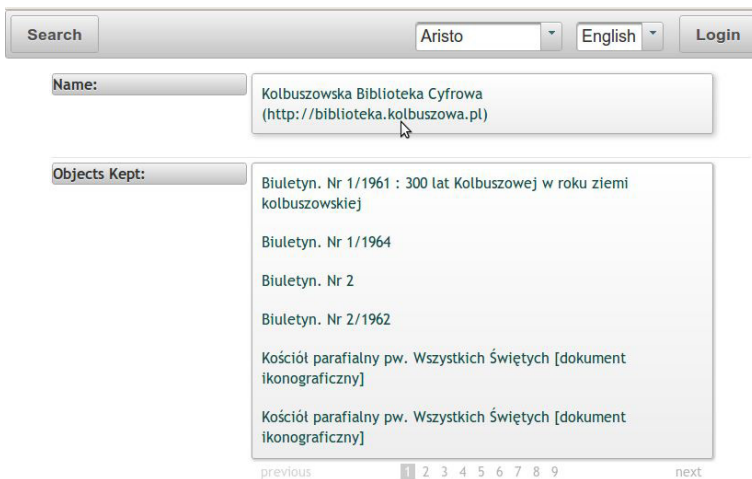 Search Aristo English Login
Name:
Kolbuszowska Biblioteka Cyfrowa
(http://biblioteka.kolbuszowa.pl)
Objects Kept:
Biuletyn. Nr 1/1961 : 300 lat Kolbuszowej w roku ziemi
kolbuszowskiej
Biuletyn. Nr 1/1964
Biuletyn. Nr 2
Biuletyn. Nr 2/1962
Kościół parafialny pw. Wszystkich Świętych [dokument
ikonograficzny]
Kościół parafialny pw. Wszystkich Świętych [dokument
ikonograficzny]
previous 1 2 3 4 5 6 7 8 9 next